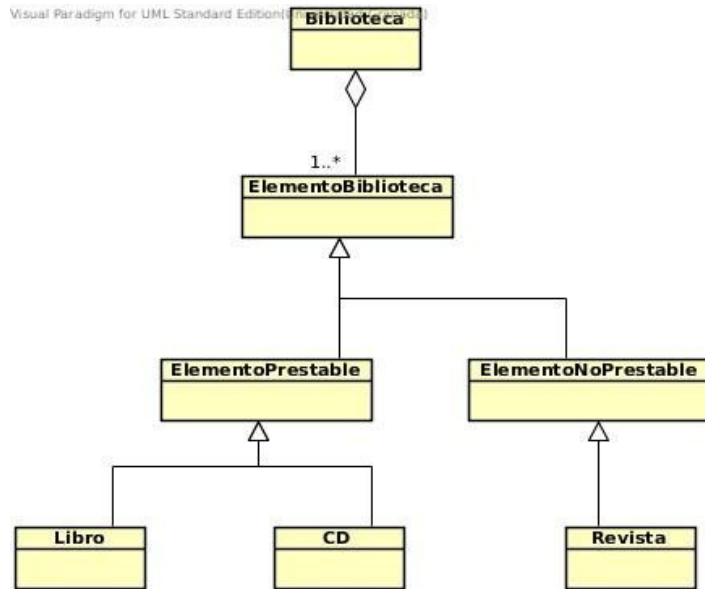 Visual Paradigm for UML Standard Edition(
Biblioteca
1..*
ElementoBiblioteca
ElementoPrestable
ElementoNoPrestable
Libro
CD
Revista